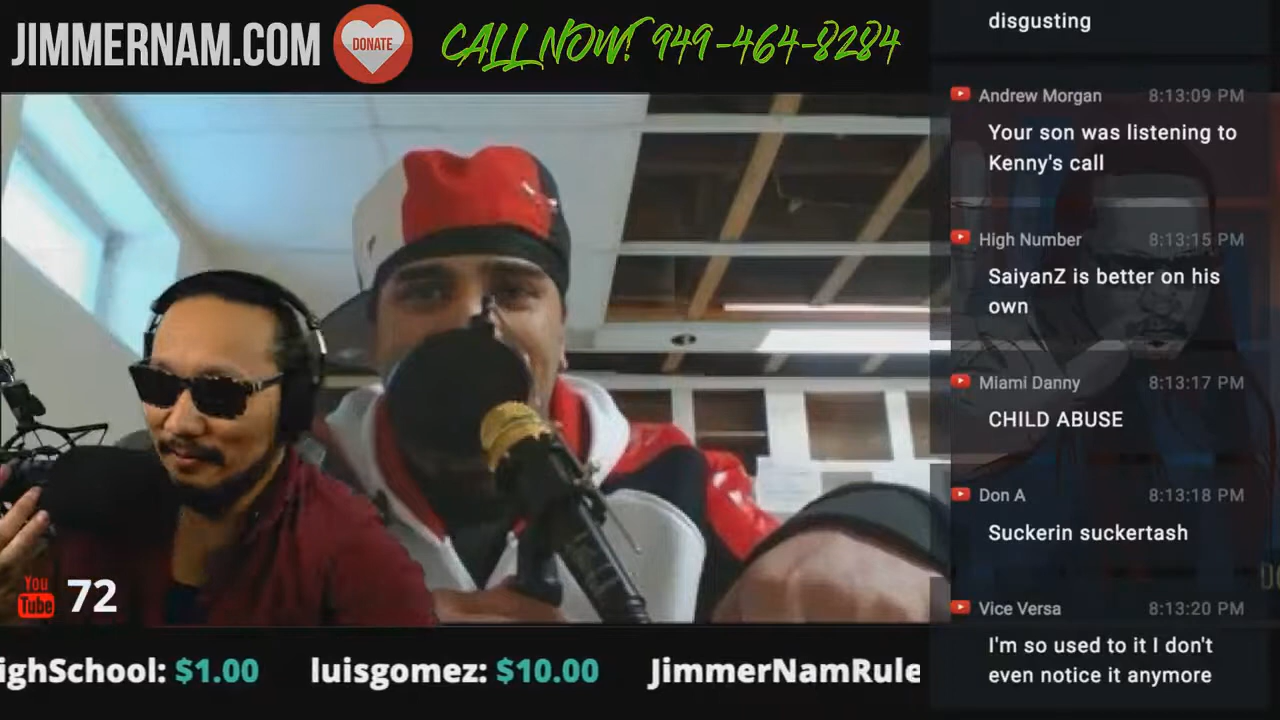 JIMMERNAM.COM
DONATE
CALL NOW! 949-464-8284
disgusting
Andrew Morgan 8:13:09 PM
Your son was listening to
Kenny's call
High Number 8:13:15 PM
SaiyanZ is better on his
own
Miami Danny 8:13:17 PM
CHILD ABUSE
Don A 8:13:18 PM
Suckerin suckertash
Vice Versa 8:13:20 PM
I'm so used to it I don't
even notice it anymore
You
Tube 72
ighSchool: $1.00 luisgomez: $10.00 JimmerNamRule